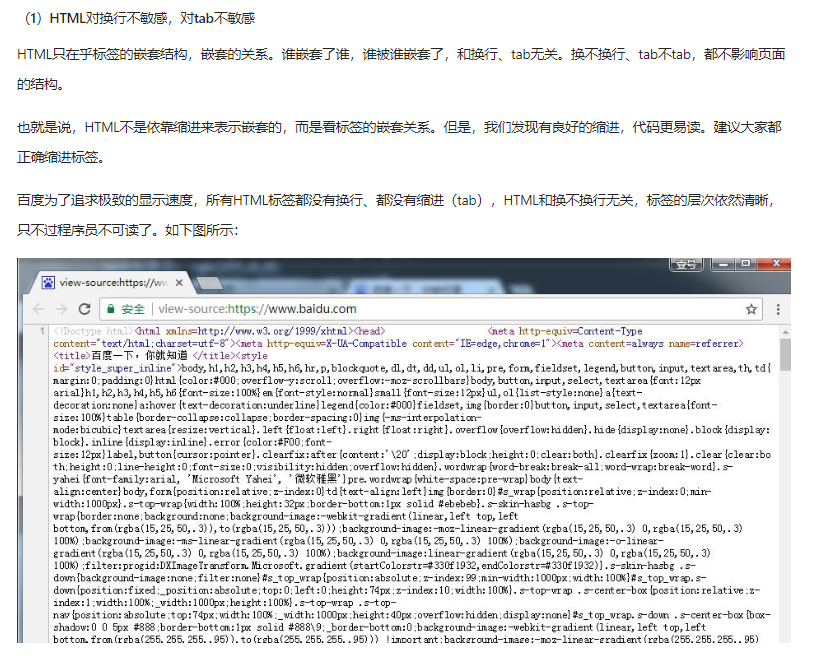 （1）HTML对换行不敏感，对tab不敏感
HTML只在乎标签的嵌套结构，嵌套的关系。谁嵌套了谁，谁被谁嵌套了，和换行、tab无关。换不换行、tab不tab，都不影响页面
的结构。
也就是说，HTML不是依靠缩进来表示嵌套的，而是看标签的嵌套关系。但是，我们发现有良好的缩进，代码更易读。建议大家都
正确缩进标签。
百度为了追求极致的显示速度，所有HTML标签都没有换行、都没有缩进（tab），HTML和换不换行无关，标签的层次依然清晰，
只不过程序员不可读了。如下图所示：
壹号
view-source:https://ww
安全 view-source:https://www.baidu.com
1 <!Doctype html><html xmlns=http://www.w3.org/1999/xhtml><head> <meta http-equiv=Content-Type
content="text/html;charset=utf-8"><meta http-equiv=X-UA-Compatible content="IE=edge,chrome=1"><meta content=always name=referrer>
<title>百度一下，你就知道 </title><style
id="style_super_inline">body,h1,h2,h3,h4,h5,h6,hr,p,blockquote,dl,dt,dd,ul,ol,li,pre,form,fieldset,legend,button,input,textarea,th,td{
margin:0;padding:0}html{color:#000;overflow-y:scroll;overflow:-moz-scrollbars}body,button,input,select,textarea{font:12px
arial}h1,h2,h3,h4,h5,h6{font-size:100%}em{font-style:normal}small{font-size:12px}ul,ol{list-style:none}a{text-
decoration:none}a:hover{text-decoration:underline}legend{color:#000}fieldset,img{border:0}button,input,select,textarea{font-
size:100%}table{border-collapse:collapse;border-spacing:0}img{-ms-interpolation-
mode:bicubic}textarea{resize:vertical}.left{float:left}.right{float:right}.overflow{overflow:hidden}.hide{display:none}.block{display:
block}.inline{display:inline}.error{color:#F00;font-
size:12px}label,button{cursor:pointer}.clearfix:after{content:'\20';display:block;height:0;clear:both}.clearfix{zoom:1}.clear{clear:bo
th;height:0;line-height:0;font-size:0;visibility:hidden;overflow:hidden}.wordwrap{word-break:break-all;word-wrap:break-word}.s-
yahei{font-family:arial, 'Microsoft Yahei', '微软雅黑'}pre.wordwrap{white-space:pre-wrap}body{text-
align:center}body,form{position:relative;z-index:0}td{text-align:left}img{border:0}#s_wrap{position:relative;z-index:0;min-
width:1000px}.s-top-wrap{width:100%;height:32px;border-bottom:1px solid #ebebeb}.s-skin-hasbg .s-top-
wrap{border:none;background:none;background:-webkit-gradient(linear,left top,left
bottom,from(rgba(15,25,50,.3)),to(rgba(15,25,50,.3)));background-image:-moz-linear-gradient(rgba(15,25,50,.3) 0,rgba(15,25,50,.3)
100%);background-image:-ms-linear-gradient(rgba(15,25,50,.3) 0,rgba(15,25,50,.3) 100%);background-image:-o-linear-
gradient(rgba(15,25,50,.3) 0,rgba(15,25,50,.3) 100%);background-image:linear-gradient(rgba(15,25,50,.3) 0,rgba(15,25,50,.3)
100%);filter:progid:DXImageTransform.Microsoft.gradient(startColorstr=#330f1932,endColorstr=#330f1932)}.s-skin-hasbg .s-
down{background-image:none;filter:none}#s_top_wrap{position:absolute;z-index:99;min-width:1000px;width:100%}#s_top_wrap.s-
down{position:fixed;_position:absolute;top:0;left:0;height:74px;z-index:10;width:100%}.s-top-wrap .s-center-box{position:relative;z-
index:1;width:100%;_width:1000px;height:100%}.s-top-wrap .s-top-
nav{position:absolute;top:74px;width:100%;_width:1000px;height:40px;overflow:hidden;display:none}#s_top_wrap.s-down .s-center-box{box-
shadow:0 0 5px #888;border-bottom:1px solid #888\9;_border-bottom:0;background-image:-webkit-gradient(linear,left top,left
bottom,from(rgba(255,255,255,.95)),to(rgba(255,255,255,.95))) !important;background-image:-moz-linear-gradient(rgba(255,255,255,.95)